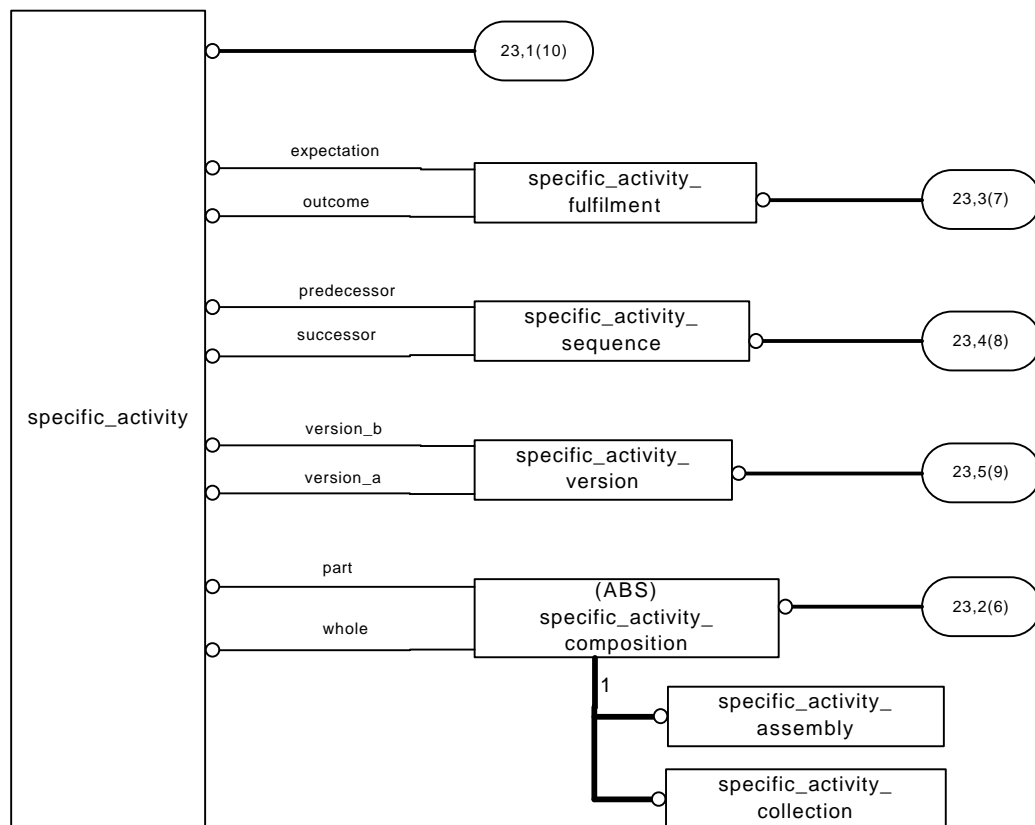 23,1(10)
expectation
specific_activity_
fulfilment
outcome
23,3(7)
predecessor
specific_activity_
sequence
successor
23,4(8)
specific_activity
version_b
specific_activity_
version
version_a
23,5(9)
part
(ABS)
specific_activity_
composition
whole
23,2(6)
1
specific_activity_
assembly
specific_activity_
collection